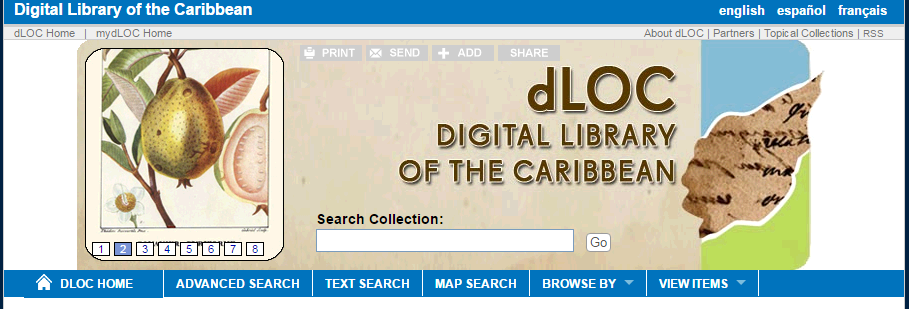 Digital Library of the Caribbean
english español français
dLOC Home | myDLOC Home
About dLOC | Partners | Topical Collections | RSS
PRINT SEND ADD SHARE
dLOC
DIGITAL LIBRARY
OF THE CARIBBEAN
Search Collection:
Go
1 2 3 4 5 6 7 8
DLOC HOME ADVANCED SEARCH TEXT SEARCH MAP SEARCH BROWSE BY VIEW ITEMS